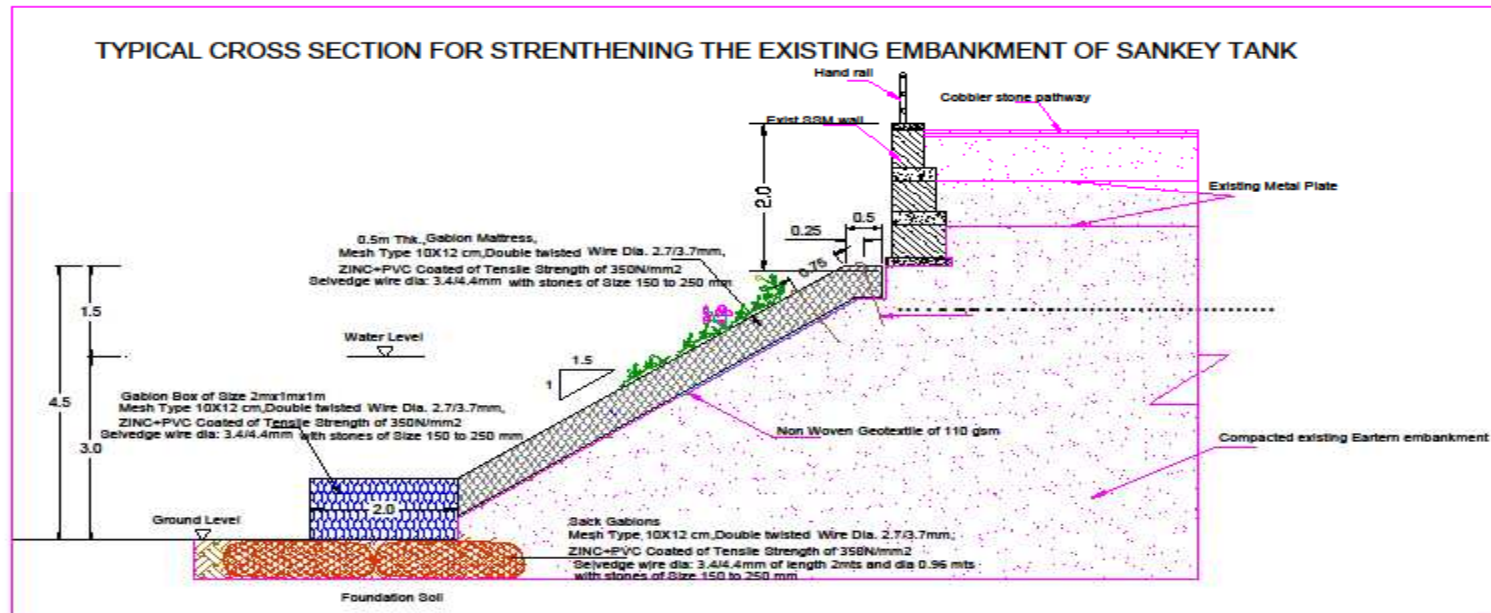 TYPICAL CROSS SECTION FOR STRENTHENING THE EXISTING EMBANKMENT OF SANKEY TANK
Hand rail
Cobbler stone pathway
Exist SSM wall
Existing Metal Plate
2.0
0.5
0.25
0.75
0.5m Thk., Gabion Mattress,
Mesh Type 10X12 cm,Double twisted Wire Dia. 2.7/3.7mm,
ZINC+PVC Coated of Tensile Strength of 350N/mm2
Selvedge wire dia: 3.4/4.4mm with stones of Size 150 to 250 mm
1.5
Water Level
1.5
1
4.5
Gabion Box of Size 2mx1mx1m
Mesh Type 10X12 cm,Double twisted Wire Dia. 2.7/3.7mm,
ZINC+PVC Coated of Tensile Strength of 350N/mm2
Selvedge wire dia: 3.4/4.4mm with stones of Size 150 to 250 mm
3.0
Non Woven Geotextile of 110 gsm
Compacted existing Eartern embankment
2.0
Ground Level
Sack Gabions
Mesh Type, 10X12 cm,Double twisted Wire Dia. 2.7/3.7mm,
ZINC+PVC Coated of Tensile Strength of 350N/mm2
Selvedge wire dia: 3.4/4.4mm of length 2mts and dia 0.95 mts
with stones of Size 150 to 250 mm
Foundation Soil